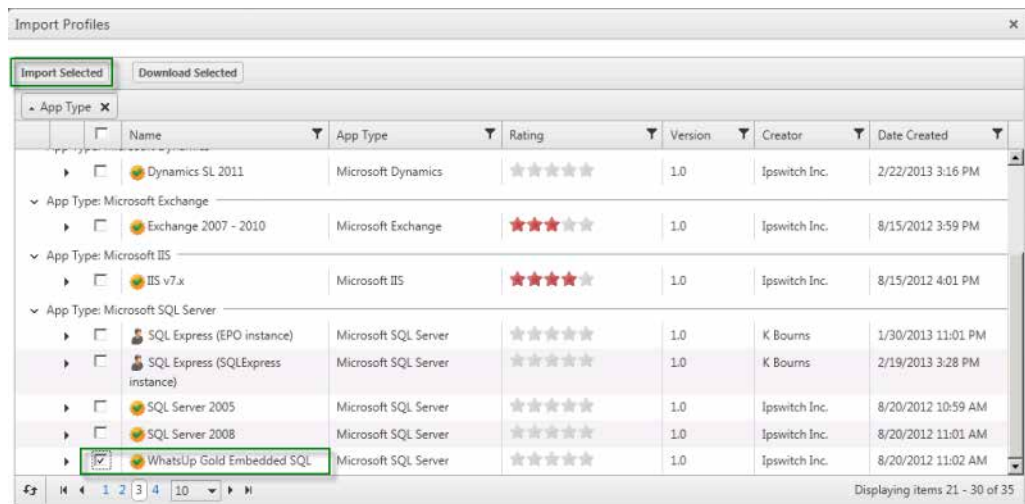 Import Profiles
Import Selected Download Selected
App Type
Name App Type Rating Version Creator Date Created
App Type: Microsoft Dynamics
Dynamics SL 2011 Microsoft Dynamics 1.0 Ipswitch Inc. 2/22/2013 3:16 PM
App Type: Microsoft Exchange
Exchange 2007 - 2010 Microsoft Exchange 1.0 Ipswitch Inc. 8/15/2012 3:59 PM
App Type: Microsoft IIS
IIS v7.x Microsoft IIS 1.0 Ipswitch Inc. 8/15/2012 4:01 PM
App Type: Microsoft SQL Server
SQL Express (EPO instance) Microsoft SQL Server 1.0 K Bourns 1/30/2013 11:01 PM
SQL Express (SQLExpress Microsoft SQL Server 1.0 K Bourns 2/19/2013 3:28 PM
instance)
SQL Server 2005 Microsoft SQL Server 1.0 Ipswitch Inc. 8/20/2012 10:59 AM
SQL Server 2008 Microsoft SQL Server 1.0 Ipswitch Inc. 8/20/2012 11:01 AM
WhatsUp Gold Embedded SQL Microsoft SQL Server 1.0 Ipswitch Inc. 8/20/2012 11:02 AM
1 2 3 4 10 Displaying items 21 - 30 of 35